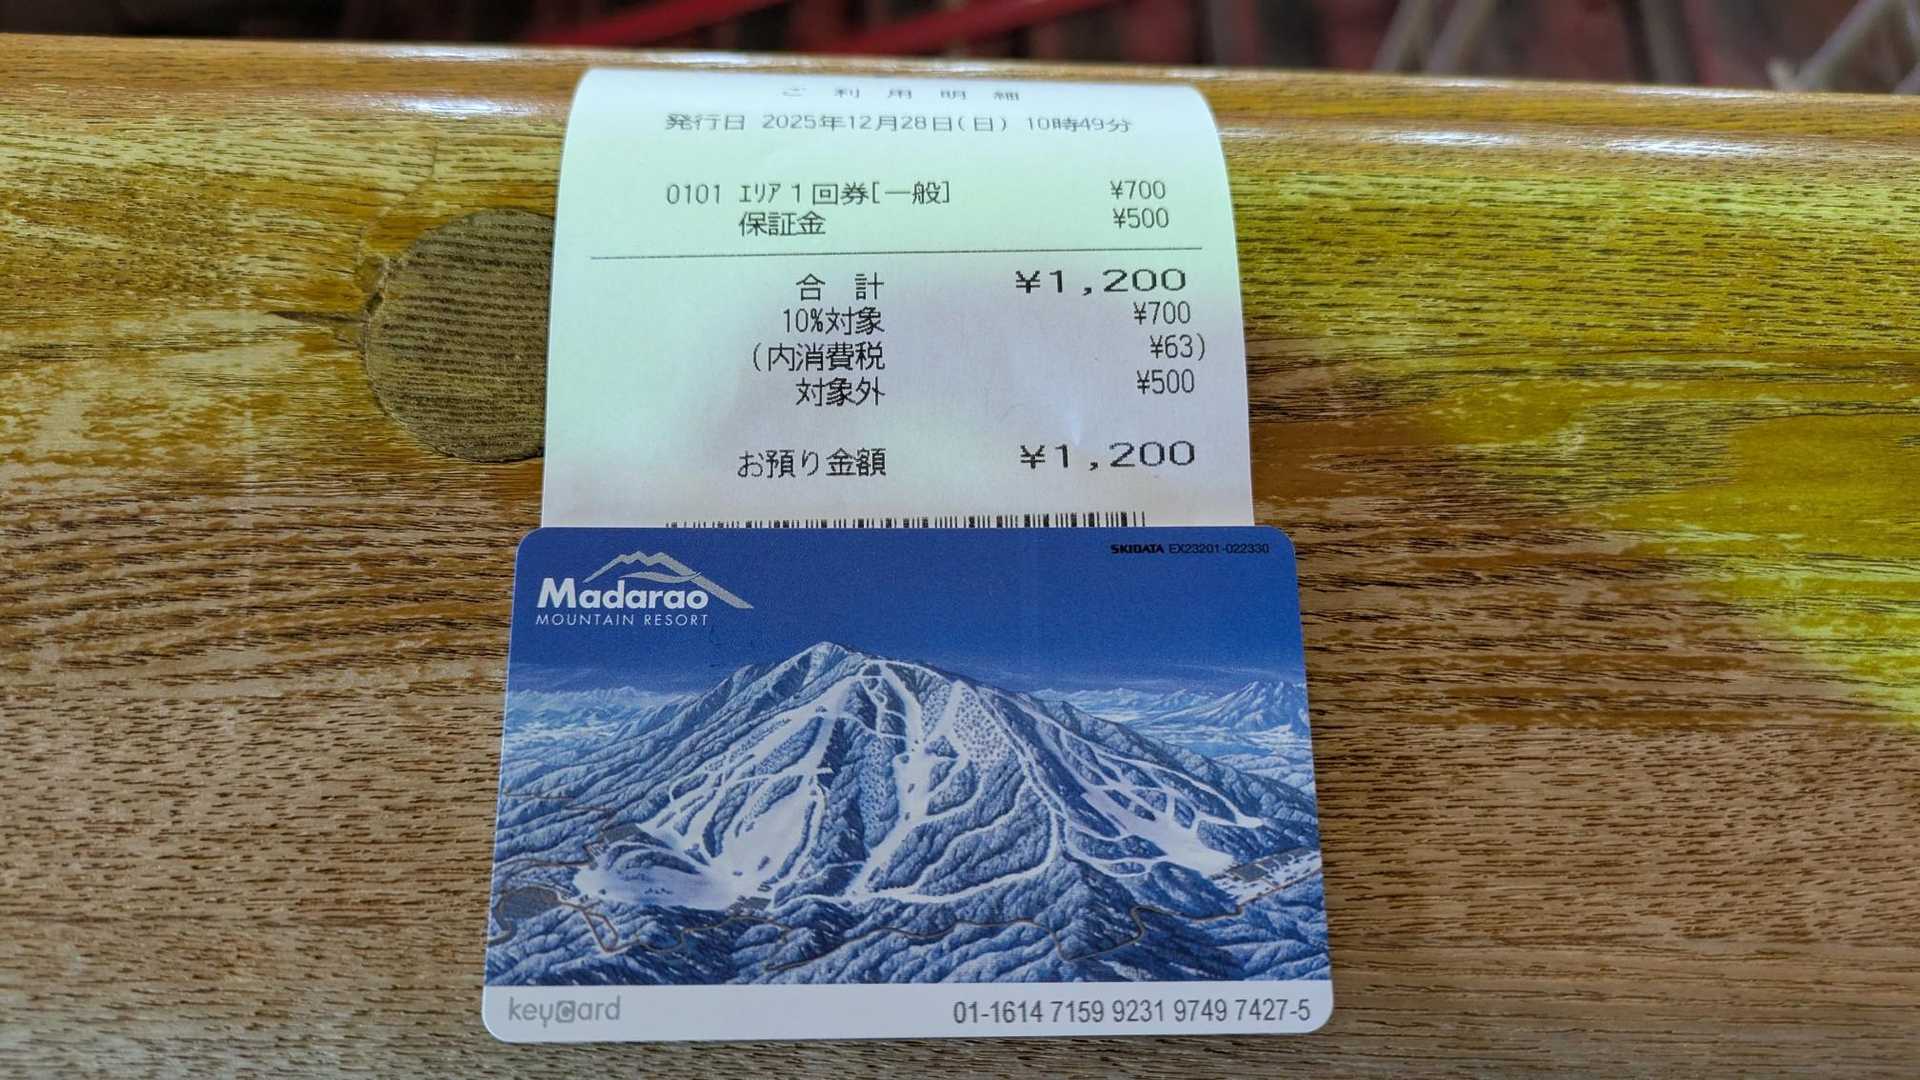 ご利用明細
発行日 2025年12月28日(日) 10時49分
0101 ｴﾘｱ1回券[一般] ¥700
保証金 ¥500
合計 ¥1,200
10%対象 ¥700
(内消費税 ¥63)
対象外 ¥500
お預り金額 ¥1,200
SKIDATA EX23201-022330
Madarao
MOUNTAIN RESORT
keycard 01-1614 7159 9231 9749 7427-5